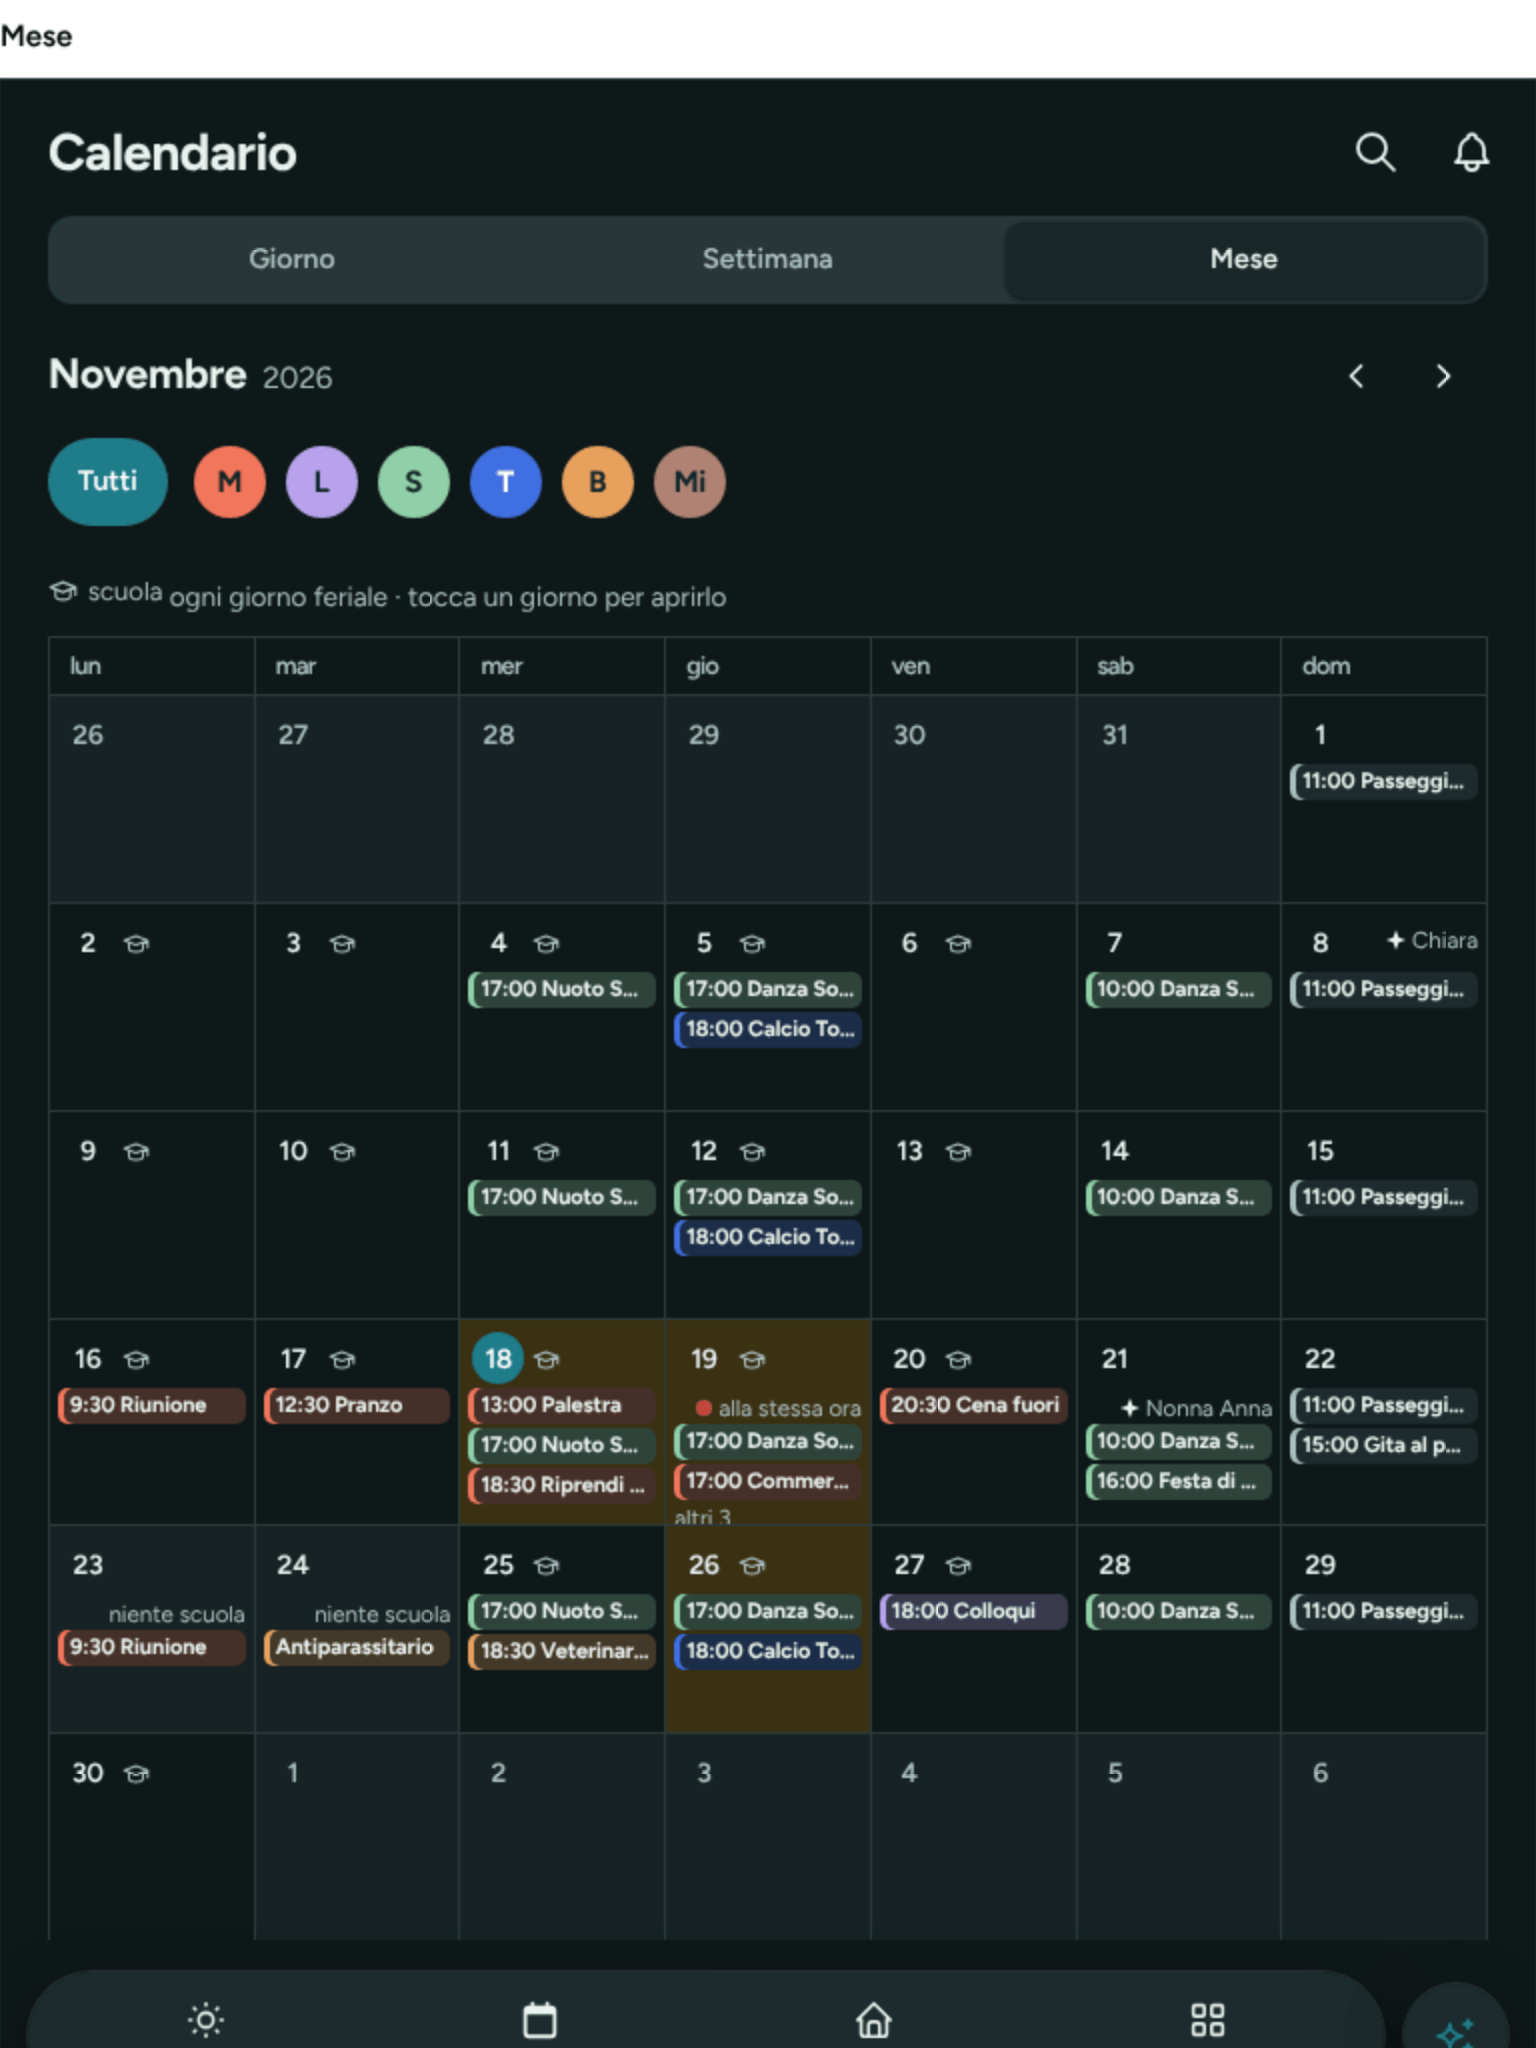 Mese
Calendario
Giorno Settimana Mese
Novembre 2026
Tutti M L S T B Mi
scuola ogni giorno feriale · tocca un giorno per aprirlo
lun mar mer gio ven sab dom
26 27 28 29 30 31 1
11:00 Passeggi...
2 3 4 5 6 7 8 Chiara
17:00 Nuoto S... 17:00 Danza So... 10:00 Danza S... 11:00 Passeggi...
18:00 Calcio To...
9 10 11 12 13 14 15
17:00 Nuoto S... 17:00 Danza So... 10:00 Danza S... 11:00 Passeggi...
18:00 Calcio To...
16 17 18 19 20 21 22
9:30 Riunione 12:30 Pranzo 13:00 Palestra alla stessa ora 20:30 Cena fuori Nonna Anna 11:00 Passeggi...
17:00 Nuoto S... 17:00 Danza So... 10:00 Danza S... 15:00 Gita al p...
18:30 Riprendi ... 17:00 Commer... 16:00 Festa di ...
altri 3
23 24 25 26 27 28 29
niente scuola niente scuola 17:00 Nuoto S... 17:00 Danza So... 18:00 Colloqui 10:00 Danza S... 11:00 Passeggi...
9:30 Riunione Antiparassitario 18:30 Veterinar... 18:00 Calcio To...
30 1 2 3 4 5 6